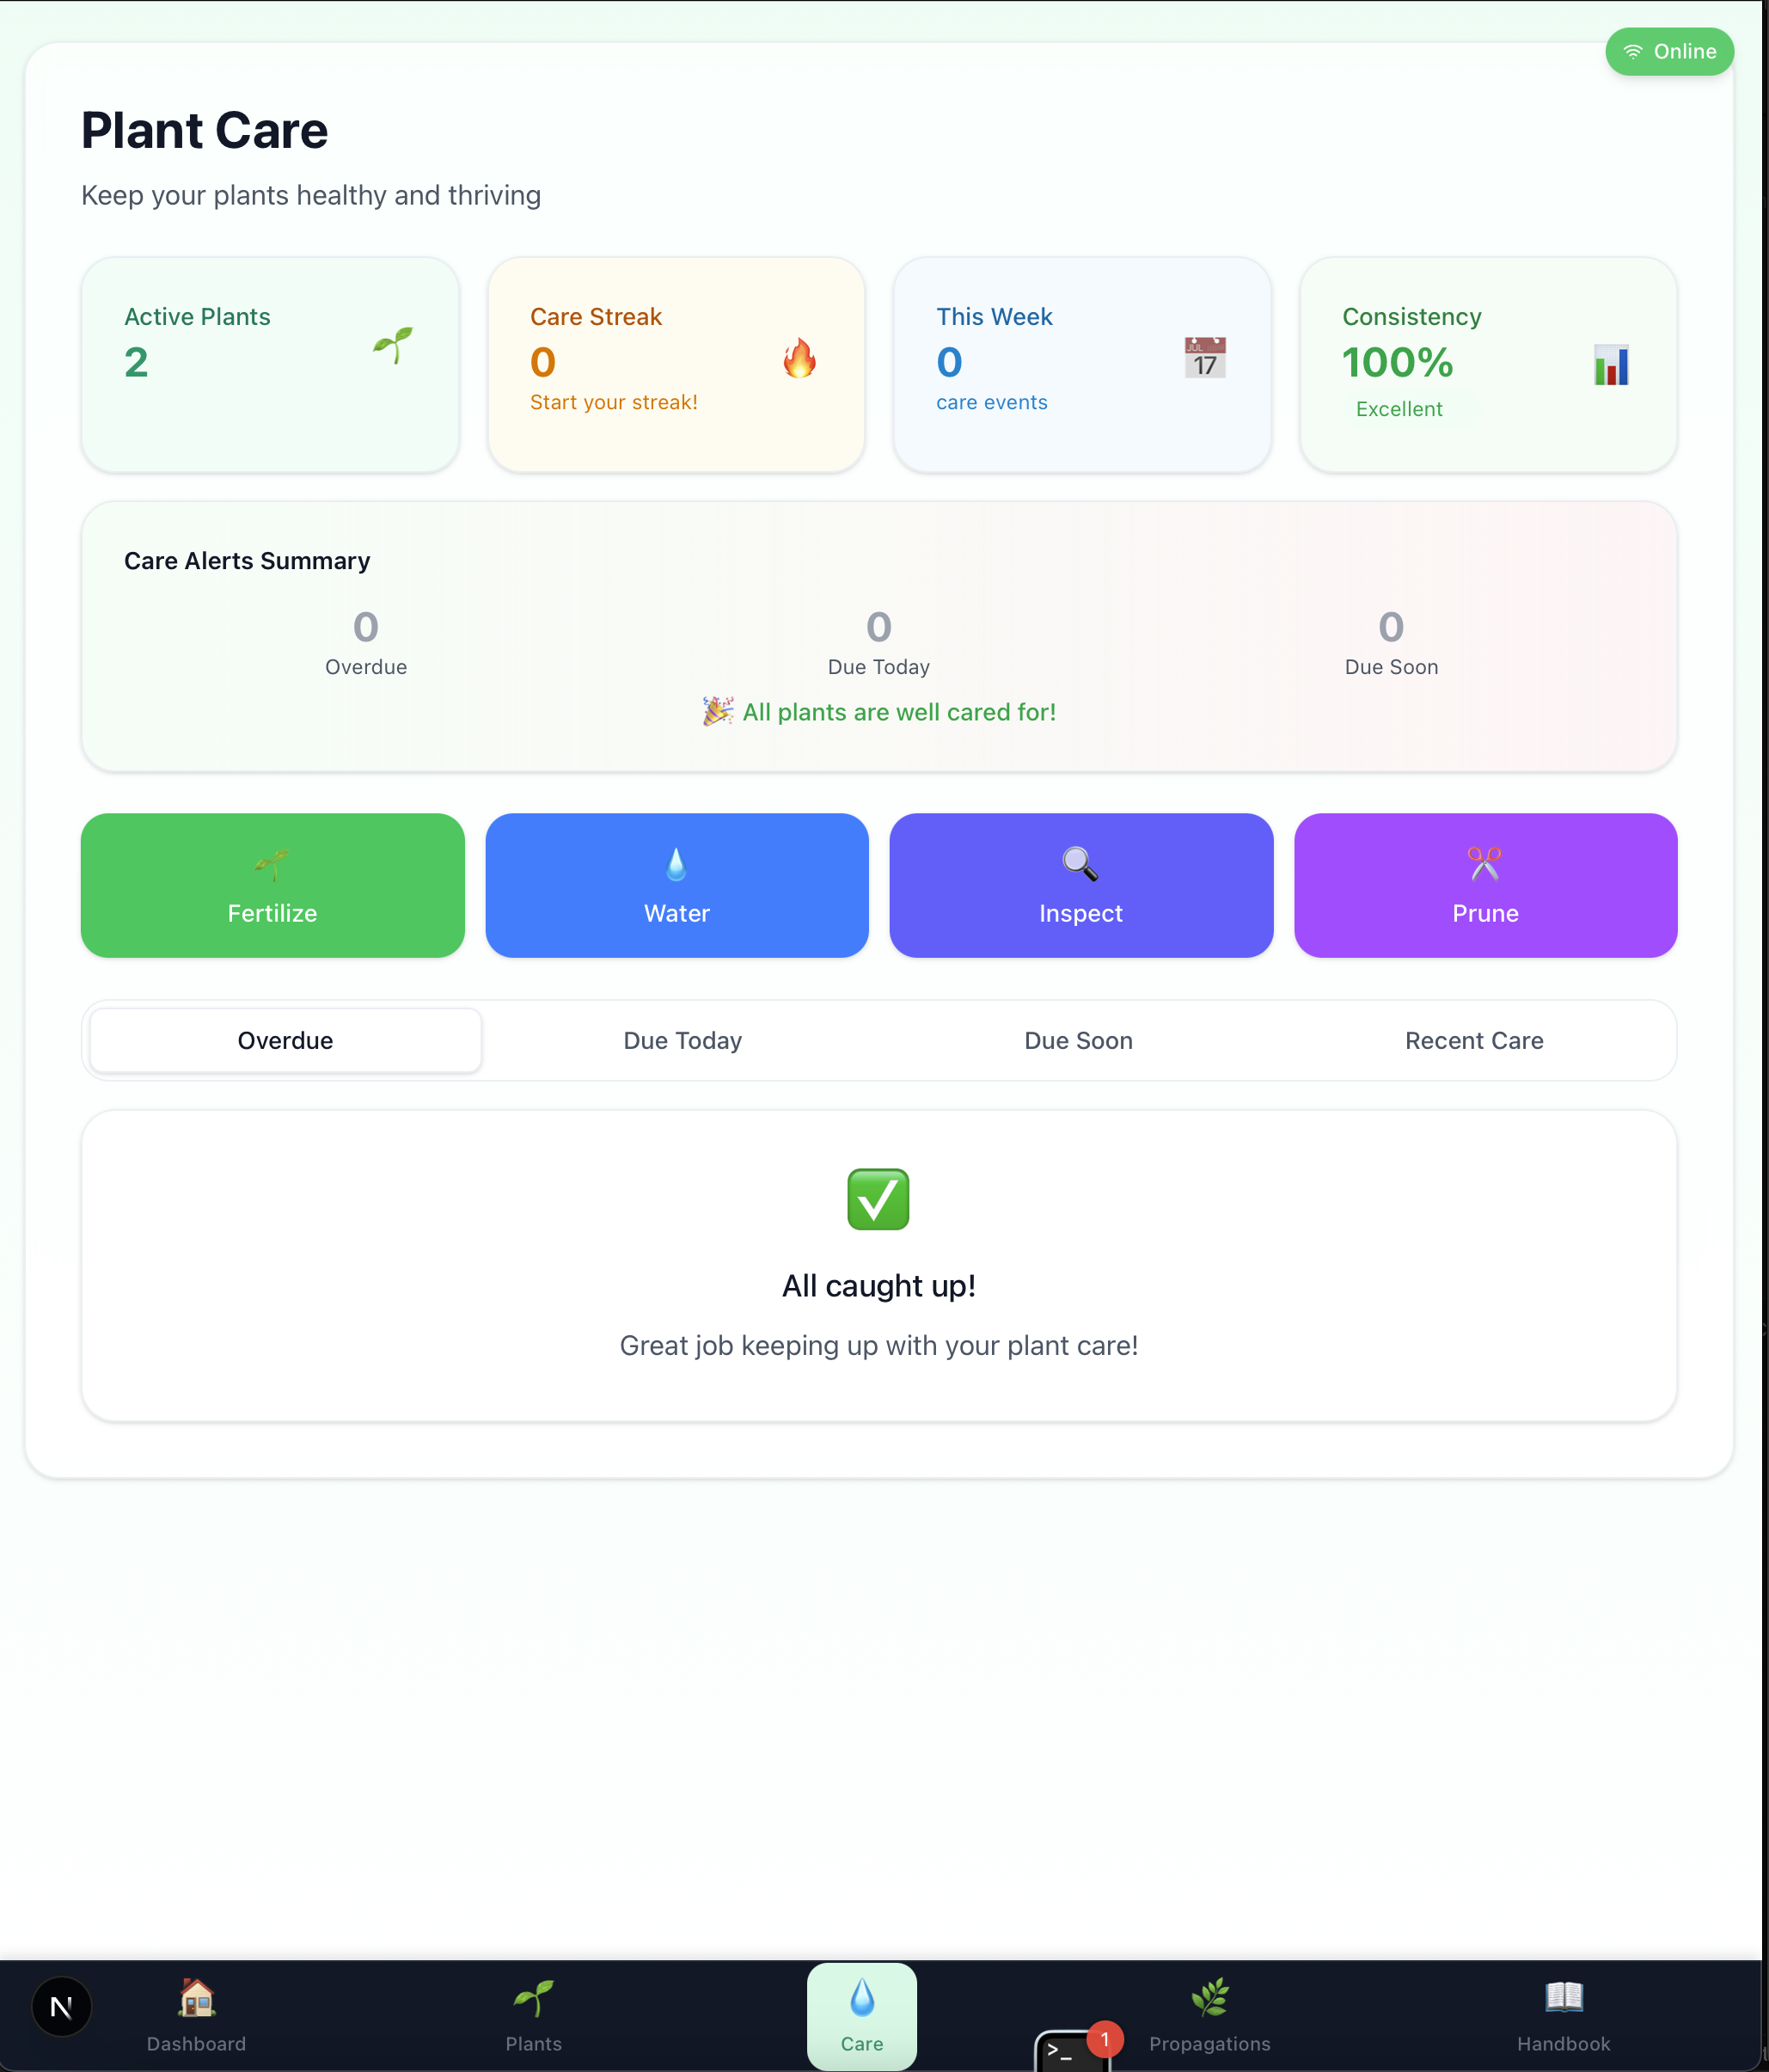 Online
Plant Care
Keep your plants healthy and thriving
Active Plants
2
Care Streak
0
Start your streak!
This Week
0
care events
JUL
17
Consistency
100%
Excellent
Care Alerts Summary
0
Overdue
0
Due Today
0
Due Soon
All plants are well cared for!
Fertilize
Water
Inspect
Prune
Overdue
Due Today
Due Soon
Recent Care
All caught up!
Great job keeping up with your plant care!
N
Dashboard
Plants
Care
>_
1
Propagations
Handbook